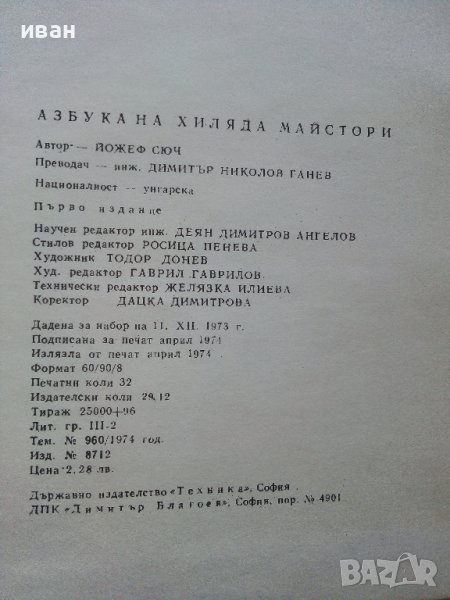 иван
АЗБУКА НА ХИЛЯДА МАЙСТОРИ
Автор — ЙОЖЕФ СЮЧ
Преводач — инж. ДИМИТЪР НИКОЛОВ ГАНЕВ
Националност — унгарска
Първо издание
Научен редактор инж. ДЕЯН ДИМИТРОВ АНГЕЛОВ
Стилов редактор РОСИЦА ПЕНЕВА
Художник ТОДОР ДОНЕВ
Худ. редактор ГАВРИЛ ГАВРИЛОВ
Технически редактор ЖЕЛЯЗКА ИЛИЕВА
Коректор ДАЦКА ДИМИТРОВА
Дадена за набор на 11. XII. 1973 г.
Подписана за печат април 1974
Излязла от печат април 1974 .
Формат 60/90/8
Печатни коли 32
Издателски коли 29,12
Тираж 25000+96
Лит. гр. III-2
Тем. № 960/1974 год.
Изд. № 8712
Цена 2,28 лв.
Държавно издателство «Техника», София .
ДПК «Димитър Благоев», София, пор. № 4901
BAZAR